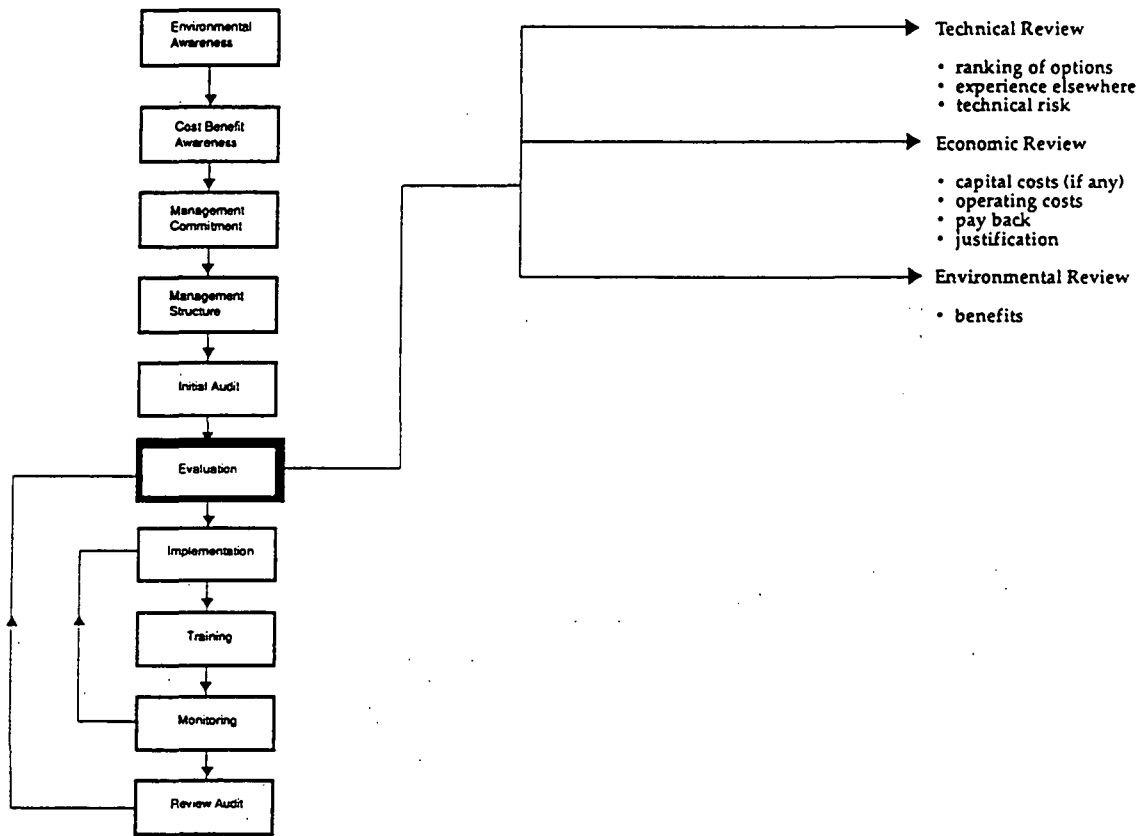 Environmental
Awareness
Cost Benefit
Awareness
Management
Commitment
Management
Structure
Initial Audit
Evaluation
Implementation
Training
Monitoring
Review Audit
Technical Review
• ranking of options
• experience elsewhere
• technical risk
Economic Review
• capital costs (if any)
• operating costs
• pay back
• justification
Environmental Review
• benefits